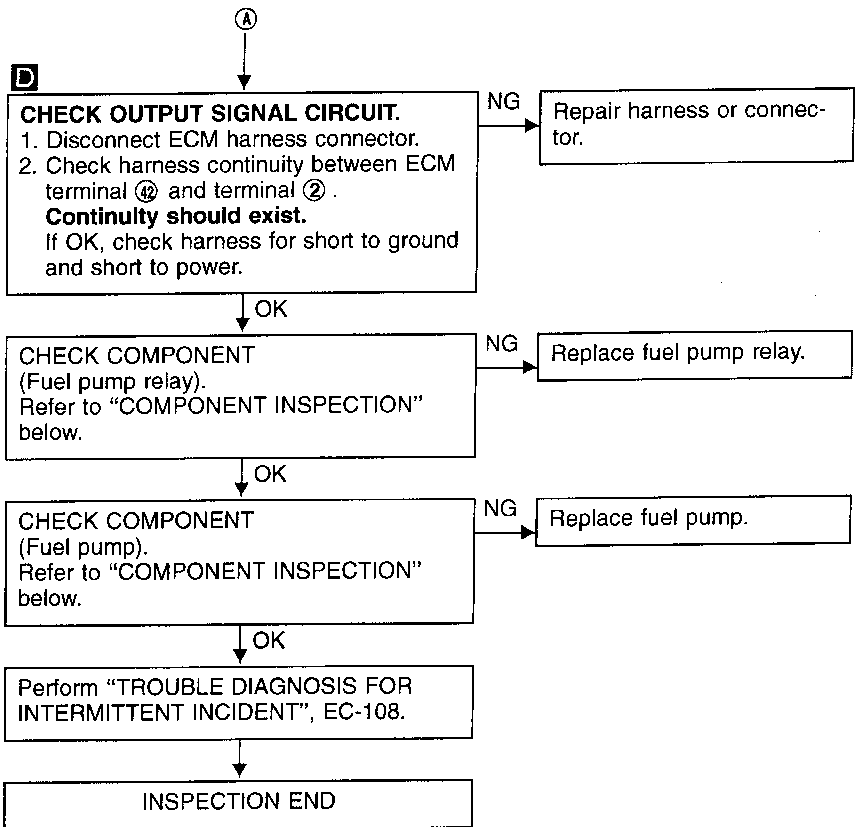 Ⓐ
D
CHECK OUTPUT SIGNAL CIRCUIT.
1. Disconnect ECM harness connector.
2. Check harness continuity between ECM
terminal ㊷ and terminal ② .
Continuity should exist.
If OK, check harness for short to ground
and short to power.
NG
Repair harness or connec-
tor.
OK
CHECK COMPONENT
(Fuel pump relay).
Refer to “COMPONENT INSPECTION”
below.
NG
Replace fuel pump relay.
OK
CHECK COMPONENT
(Fuel pump).
Refer to “COMPONENT INSPECTION”
below.
NG
Replace fuel pump.
OK
Perform “TROUBLE DIAGNOSIS FOR
INTERMITTENT INCIDENT”, EC-108.
INSPECTION END